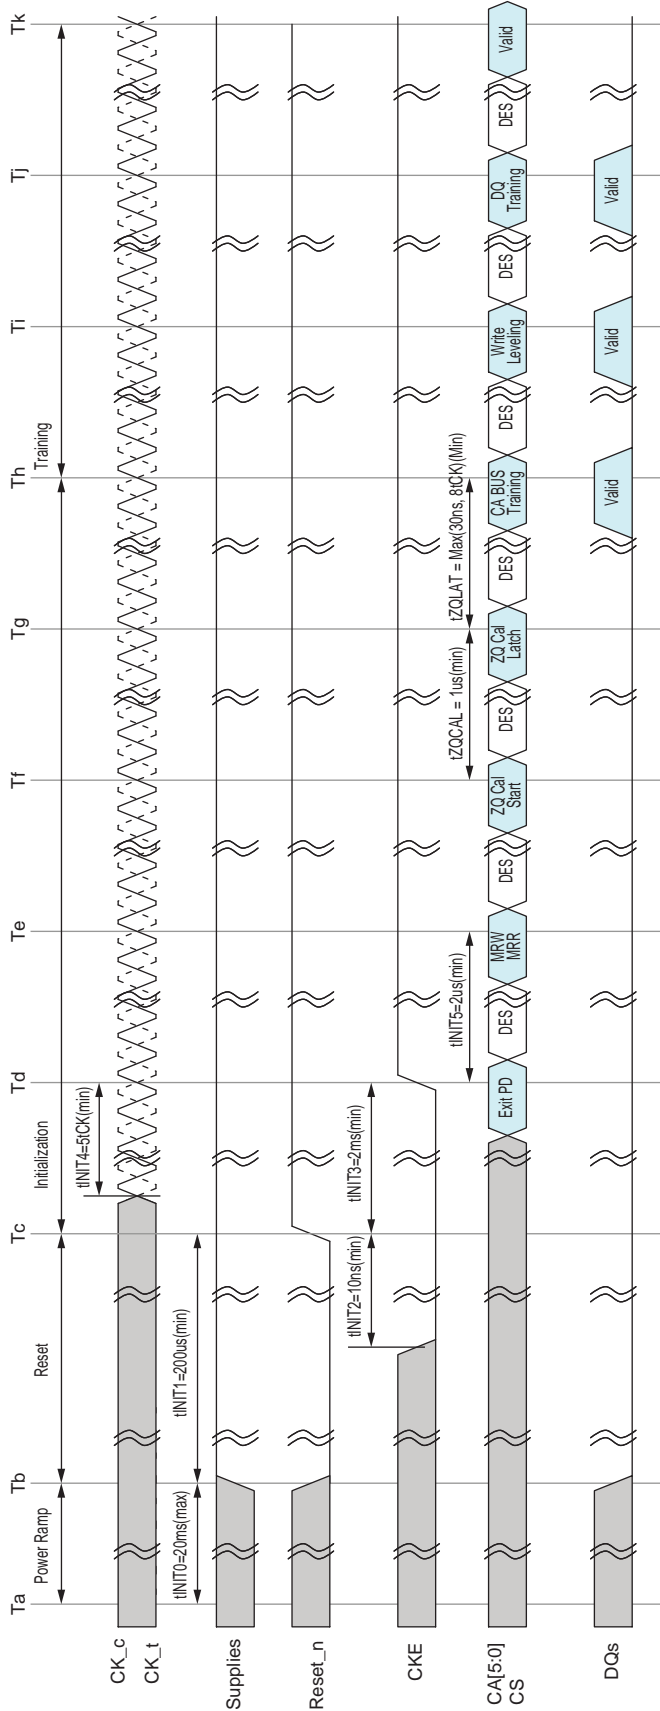 Ta
Tb
Tc
Td
Te
Tf
Tg
Th
Ti
Tj
Tk
Power Ramp
Reset
Initialization
Training
CK_c
CK_t
tINIT4=5tCK(min)
tINIT0=20ms(max)
tINIT1=200us(min)
Supplies
Reset_n
tINIT2=10ns(min)
tINIT3=2ms(min)
CKE
tINIT5=2us(min)
tZQCAL = 1us(min)
tZQLAT = Max(30ns, 8tCK)(Min)
CA[5:0]
CS
Exit PD
DES
MRW
MRR
DES
ZQ Cal
Start
DES
ZQ Cal
Latch
DES
CA BUS
Training
DES
Write
Leveling
DES
DQ
Training
DES
Valid
DQs
Valid
Valid
Valid